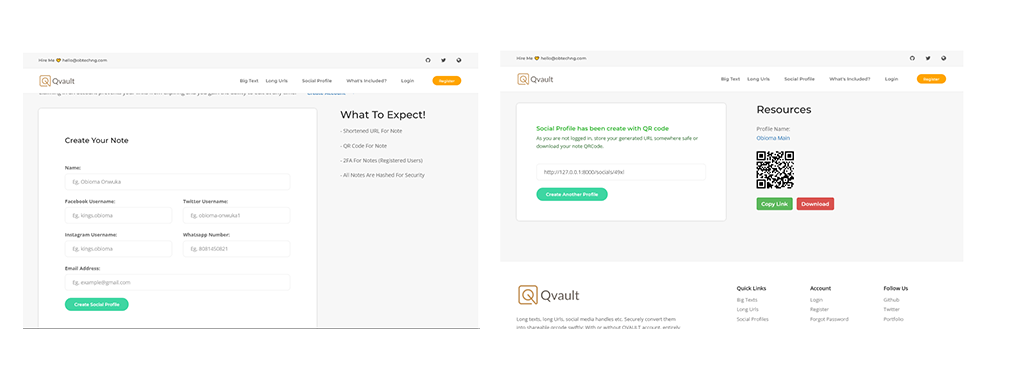 Hire Me 😍 hello@obtechng.com
Qvault
Big Text Long Urls Social Profile What's Included? Login Register
Create Your Note
Name:
Eg, Obioma Onwuka
Facebook Username: Twittor Username:
Eg, kings.obioma Eg, obioma-onwuka1
Instagram Username: Whatsapp Number:
Eg, kings.obioma Eg, 8081450821
Email Address:
Eg, example@gmail.com
Create Social Profile
What To Expect!
- Shortened URL For Note
- QR Code For Note
- 2FA For Notes (Registered Users)
- All Notes Are Hashed For Security
Hire Me 😍 hello@obtechng.com
Qvault
Big Text Long Urls Social Profile What's Included? Login Register
Social Profile has been create with QR code
As you are not logged in, store your generated URL somewhere safe or
download your note QRCode.
http://127.0.0.1:8000/socials/49xl
Create Another Profile
Resources
Profile Name:
Obioma Main
Copy Link Download
Qvault
Long texts, long Urls, social media handles etc. Securely convert them
into shareable qrcode swiftly. With or without QVAULT account, entirely
Quick Links
Big Texts
Long Urls
Social Profiles
Account
Login
Register
Forgot Password
Follow Us
Github
Twitter
Portfolio